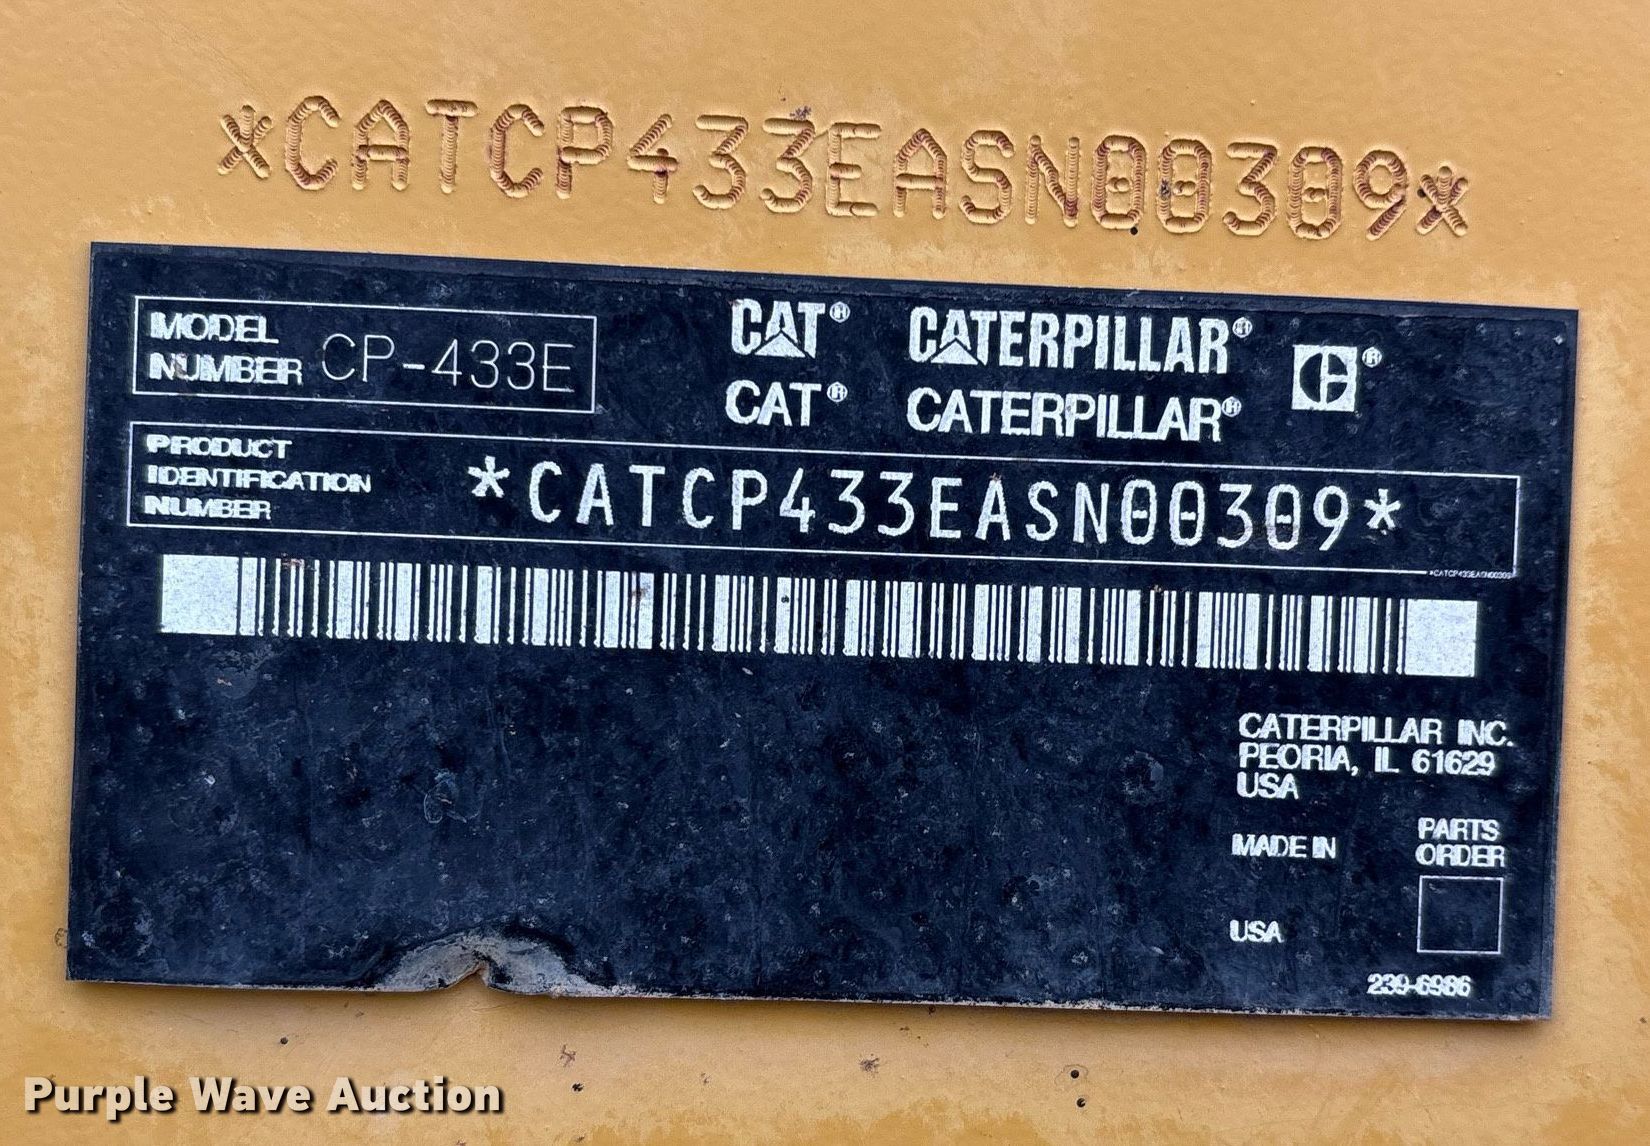 *CATCP433EASN00309*
MODEL
NUMBER CP-433E
CAT® CATERPILLAR® ®
CAT® CATERPILLAR®
PRODUCT
IDENTIFICATION
NUMBER
*CATCP433EASN00309*
*CATCP433EASN00309
CATERPILLAR INC.
PEORIA, IL 61629
USA
MADE IN
USA
PARTS
ORDER
239-6986
Purple Wave Auction